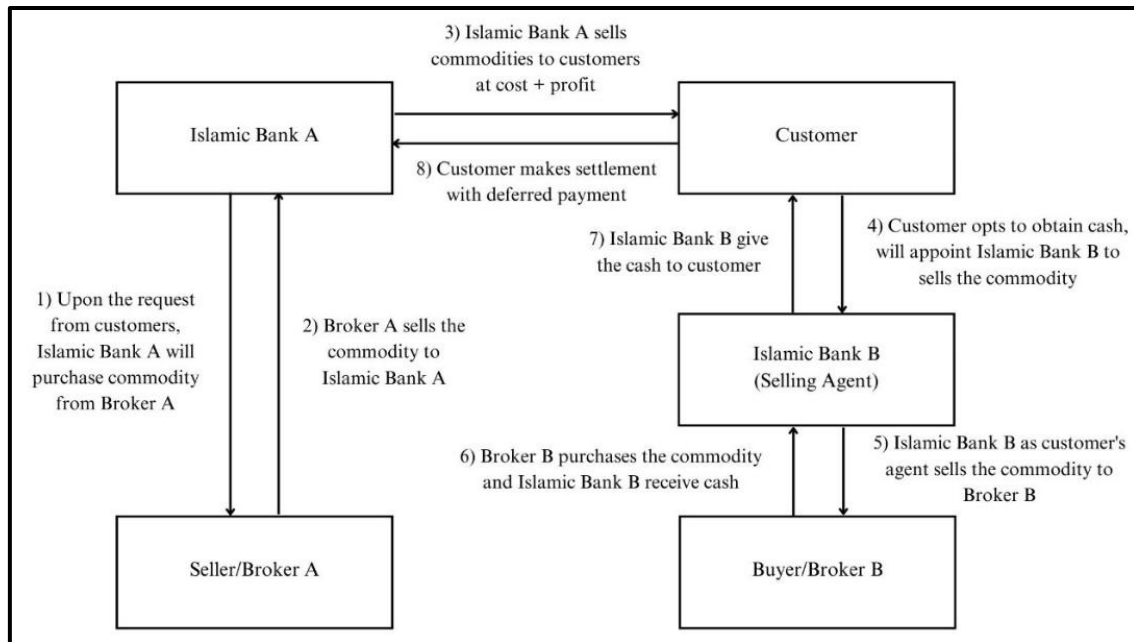 3) Islamic Bank A sells
commodities to customers
at cost + profit
Islamic Bank A
Customer
8) Customer makes settlement
with deferred payment
4) Customer opts to obtain cash,
will appoint Islamic Bank B to
sells the commodity
7) Islamic Bank B give
the cash to customer
1) Upon the request
from customers,
Islamic Bank A will
purchase commodity
from Broker A
2) Broker A sells the
commodity to
Islamic Bank A
Islamic Bank B
(Selling Agent)
6) Broker B purchases the commodity
and Islamic Bank B receive cash
5) Islamic Bank B as customer's
agent sells the commodity to
Broker B
Seller/Broker A
Buyer/Broker B